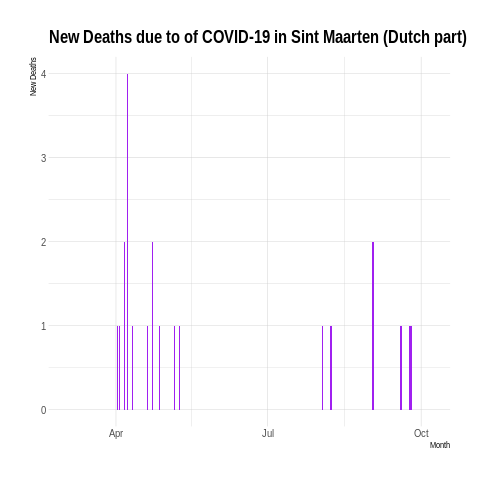 New Deaths due to of COVID-19 in Sint Maarten (Dutch part)
New Deaths
4
3
2
1
0
Apr
Jul
Oct
Month